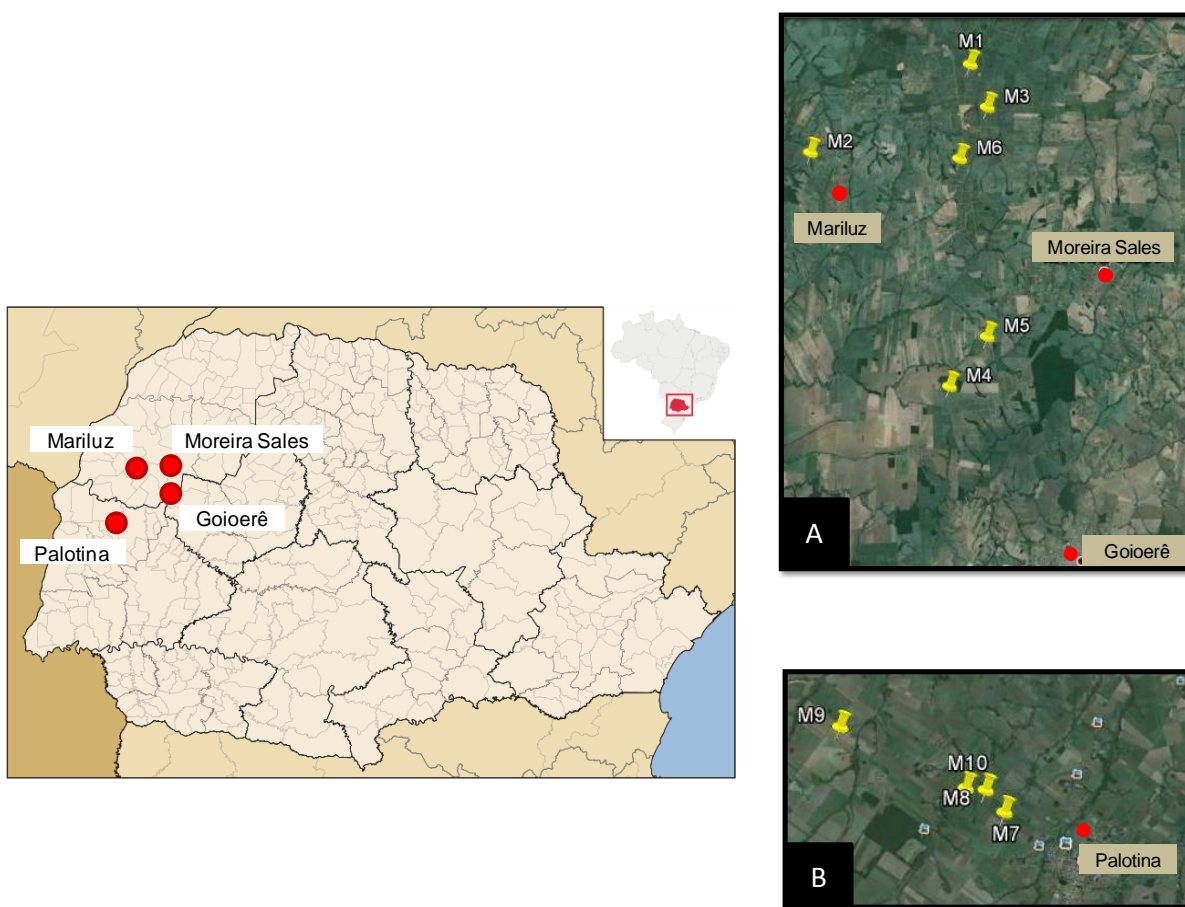 Mariluz
Moreira Sales
Goioerê
Palotina
M1
M3
M2
M6
Mariluz
Moreira Sales
M5
M4
A
Goioerê
M9
M10
M8
M7
Palotina
B